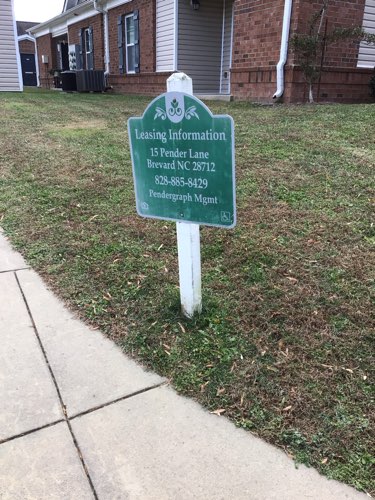 Leasing Information
15 Pender Lane
Brevard NC 28712
828-885-8429
Pendergraph Mgmt